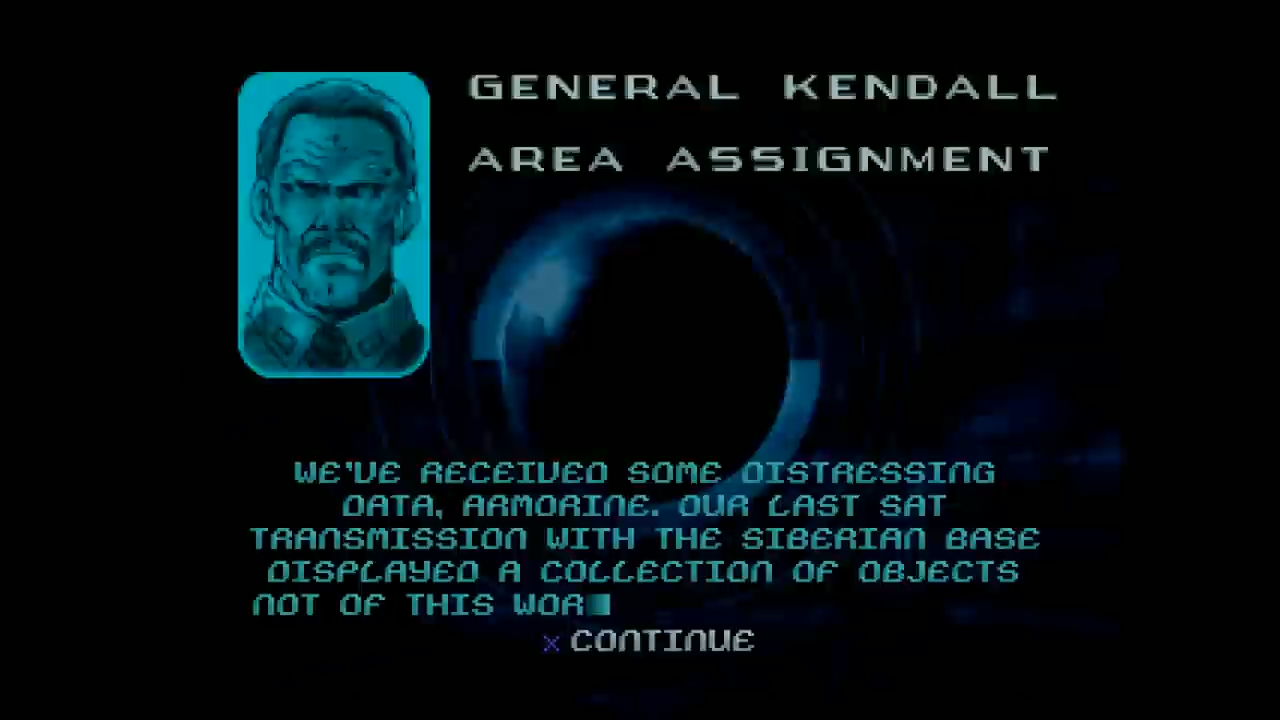 GENERAL KENDALL
AREA ASSIGNMENT
WE'VE RECEIVED SOME DISTRESSING
DATA, ARMORINE. OUR LAST SAT
TRANSMISSION WITH THE SIBERIAN BASE
DISPLAYED A COLLECTION OF OBJECTS
NOT OF THIS WOR
x CONTINUE